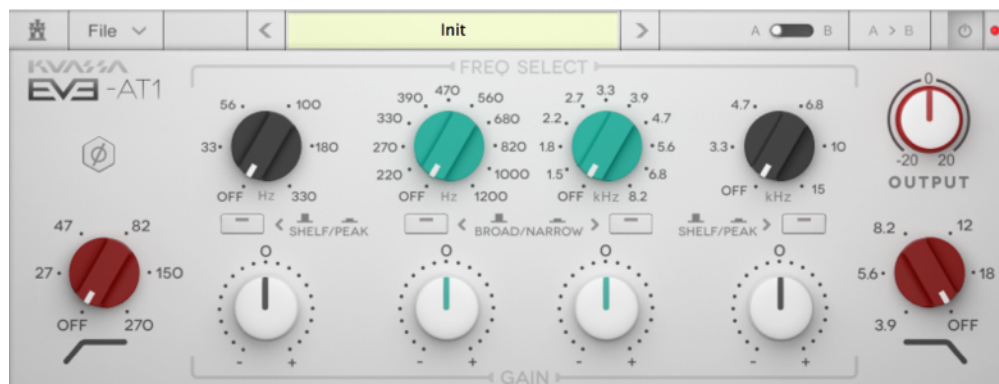 File
Init
A B
A > B
KUASSA
EVE -AT1
FREQ SELECT
56 100
33 180
OFF Hz 330
390 470 560
330 680
270 820
220 1000
OFF Hz 1200
2.7 3.3 3.9
2.2 4.7
1.8 5.6
1.5 6.8
OFF kHz 8.2
4.7 6.8
3.3 10
OFF kHz 15
0
-20 20
OUTPUT
< SHELF/PEAK
< BROAD/NARROW >
SHELF/PEAK >
47 82
27 150
OFF 270
0
- +
0
- +
0
- +
0
- +
8.2 12
5.6 18
3.9 OFF
GAIN